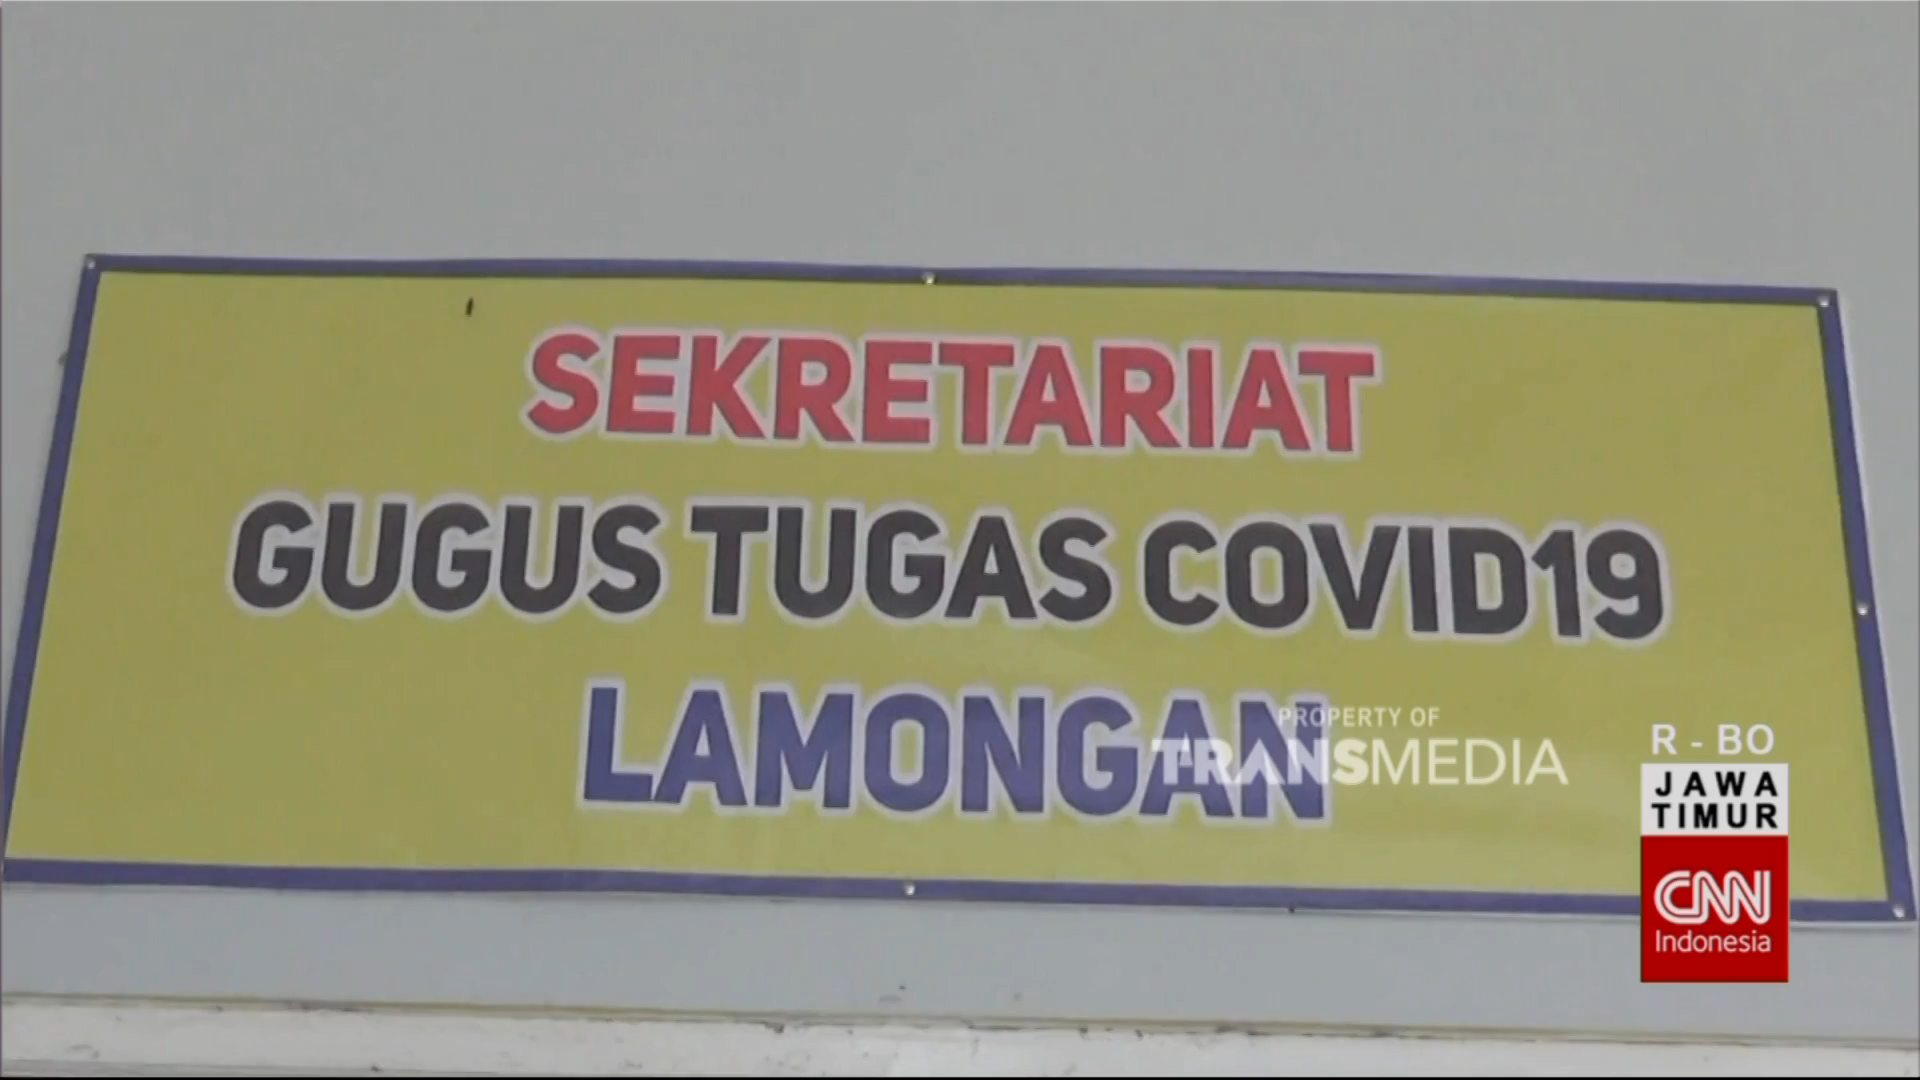 SEKRETARIAT
GUGUS TUGAS COVID19
LAMONGAN
PROPERTY OF
TRANSMEDIA
R - BO
JAWA
TIMUR
CNN
Indonesia